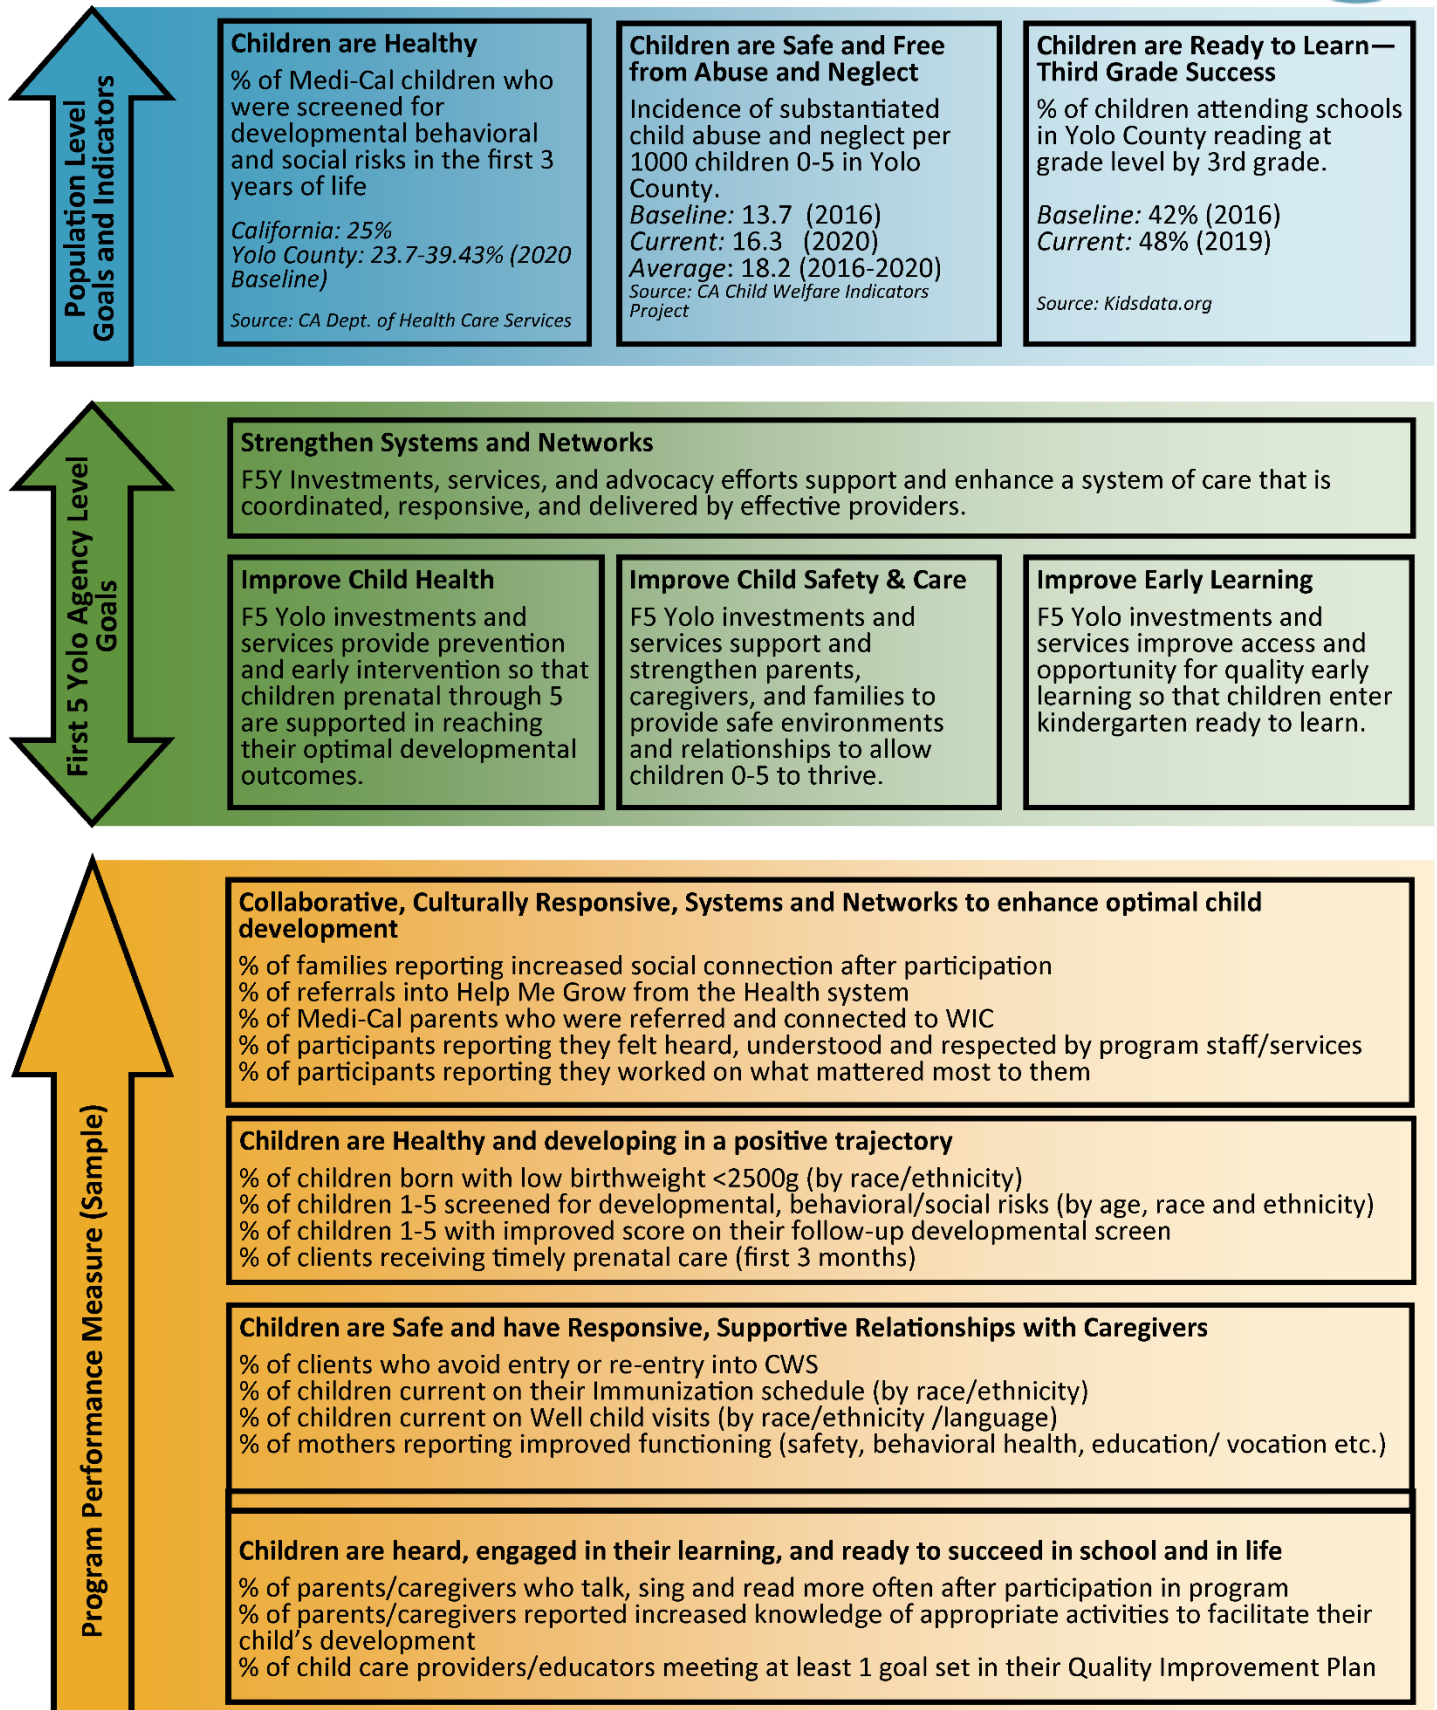 Population Level
Goals and Indicators
Children are Healthy
% of Medi-Cal children who
were screened for
developmental behavioral
and social risks in the first 3
years of life
California: 25%
Yolo County: 23.7-39.43% (2020
Baseline)
Source: CA Dept. of Health Care Services
Children are Safe and Free
from Abuse and Neglect
Incidence of substantiated
child abuse and neglect per
1000 children 0-5 in Yolo
County.
Baseline: 13.7 (2016)
Current: 16.3 (2020)
Average: 18.2 (2016-2020)
Source: CA Child Welfare Indicators
Project
Children are Ready to Learn—
Third Grade Success
% of children attending schools
in Yolo County reading at
grade level by 3rd grade.
Baseline: 42% (2016)
Current: 48% (2019)
Source: Kidsdata.org
First 5 Yolo Agency Level
Goals
Strengthen Systems and Networks
F5Y Investments, services, and advocacy efforts support and enhance a system of care that is
coordinated, responsive, and delivered by effective providers.
Improve Child Health
F5 Yolo investments and
services provide prevention
and early intervention so that
children prenatal through 5
are supported in reaching
their optimal developmental
outcomes.
Improve Child Safety & Care
F5 Yolo investments and
services support and
strengthen parents,
caregivers, and families to
provide safe environments
and relationships to allow
children 0-5 to thrive.
Improve Early Learning
F5 Yolo investments and
services improve access and
opportunity for quality early
learning so that children enter
kindergarten ready to learn.
Program Performance Measure (Sample)
Collaborative, Culturally Responsive, Systems and Networks to enhance optimal child
development
% of families reporting increased social connection after participation
% of referrals into Help Me Grow from the Health system
% of Medi-Cal parents who were referred and connected to WIC
% of participants reporting they felt heard, understood and respected by program staff/services
% of participants reporting they worked on what mattered most to them
Children are Healthy and developing in a positive trajectory
% of children born with low birthweight <2500g (by race/ethnicity)
% of children 1-5 screened for developmental, behavioral/social risks (by age, race and ethnicity)
% of children 1-5 with improved score on their follow-up developmental screen
% of clients receiving timely prenatal care (first 3 months)
Children are Safe and have Responsive, Supportive Relationships with Caregivers
% of clients who avoid entry or re-entry into CWS
% of children current on their Immunization schedule (by race/ethnicity)
% of children current on Well child visits (by race/ethnicity /language)
% of mothers reporting improved functioning (safety, behavioral health, education/ vocation etc.)
Children are heard, engaged in their learning, and ready to succeed in school and in life
% of parents/caregivers who talk, sing and read more often after participation in program
% of parents/caregivers reported increased knowledge of appropriate activities to facilitate their
child’s development
% of child care providers/educators meeting at least 1 goal set in their Quality Improvement Plan